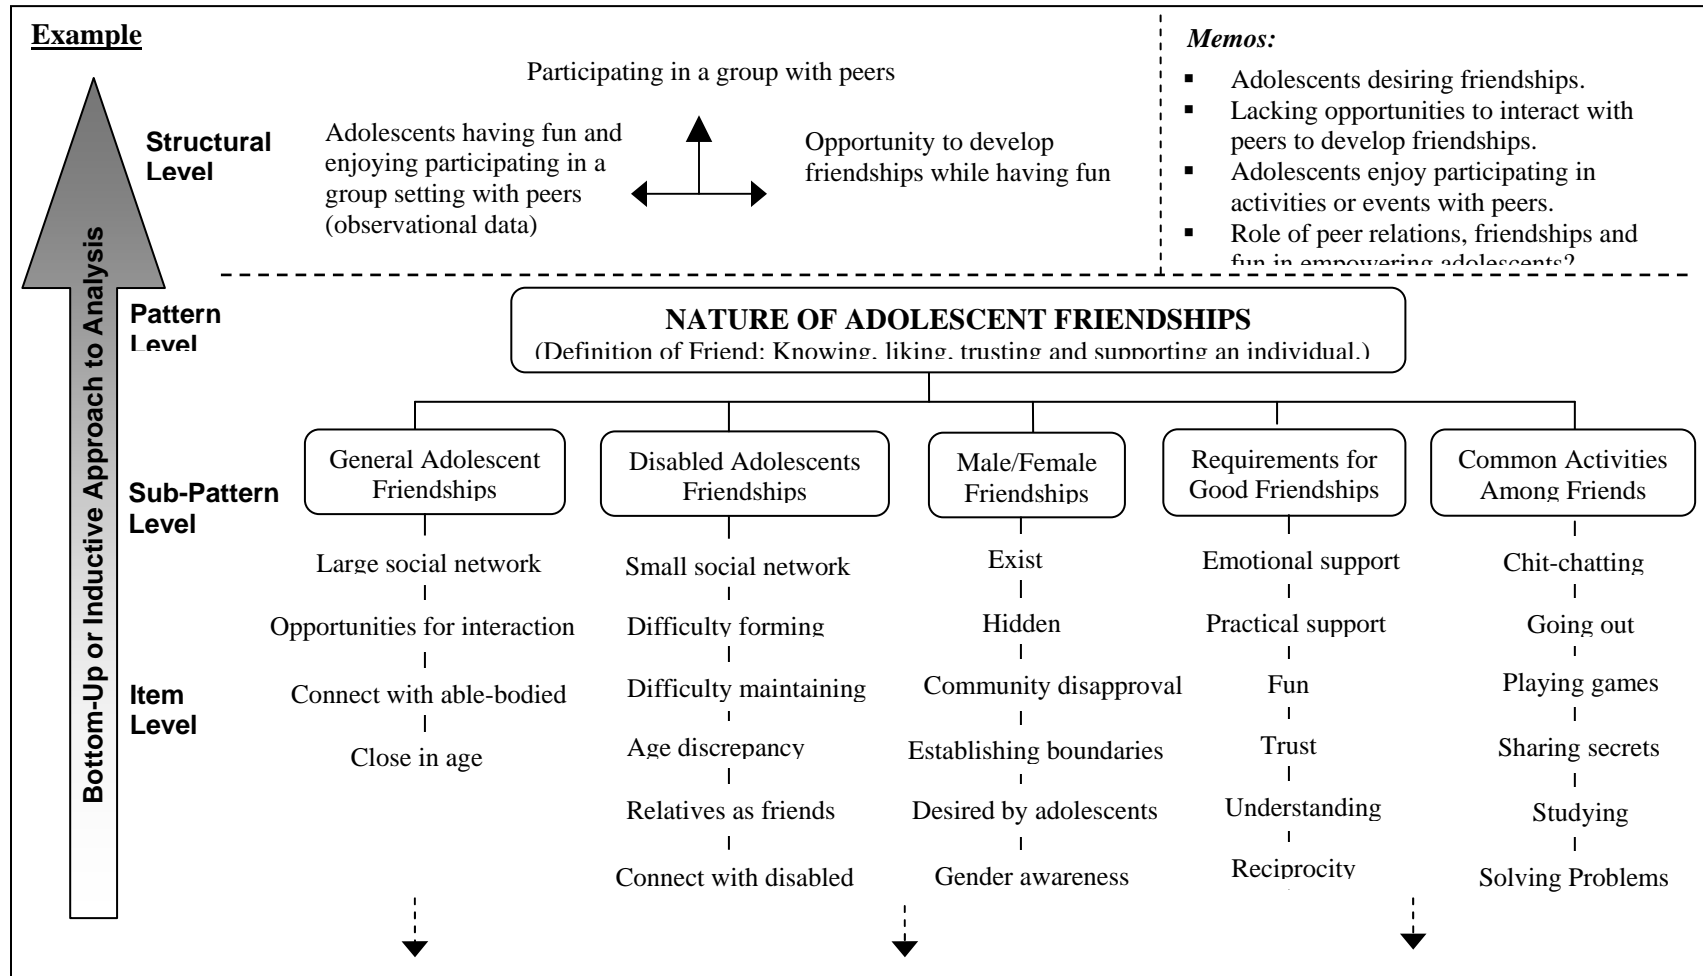 Example
Participating in a group with peers
Structural
Level
Adolescents having fun and
enjoying participating in a
group setting with peers
(observational data)
Opportunity to develop
friendships while having fun
Memos:
▪ Adolescents desiring friendships.
▪ Lacking opportunities to interact with
peers to develop friendships.
▪ Adolescents enjoy participating in
activities or events with peers.
▪ Role of peer relations, friendships and
fun in empowering adolescents?
Bottom-Up or Inductive Approach to Analysis
Pattern
Level
NATURE OF ADOLESCENT FRIENDSHIPS
(Definition of Friend: Knowing, liking, trusting and supporting an individual.)
Sub-Pattern
Level
General Adolescent
Friendships
Disabled Adolescents
Friendships
Male/Female
Friendships
Requirements for
Good Friendships
Common Activities
Among Friends
Item
Level
Large social network
Opportunities for interaction
Connect with able-bodied
Close in age
Small social network
Difficulty forming
Difficulty maintaining
Age discrepancy
Relatives as friends
Connect with disabled
Exist
Hidden
Community disapproval
Establishing boundaries
Desired by adolescents
Gender awareness
Emotional support
Practical support
Fun
Trust
Understanding
Reciprocity
Chit-chatting
Going out
Playing games
Sharing secrets
Studying
Solving Problems